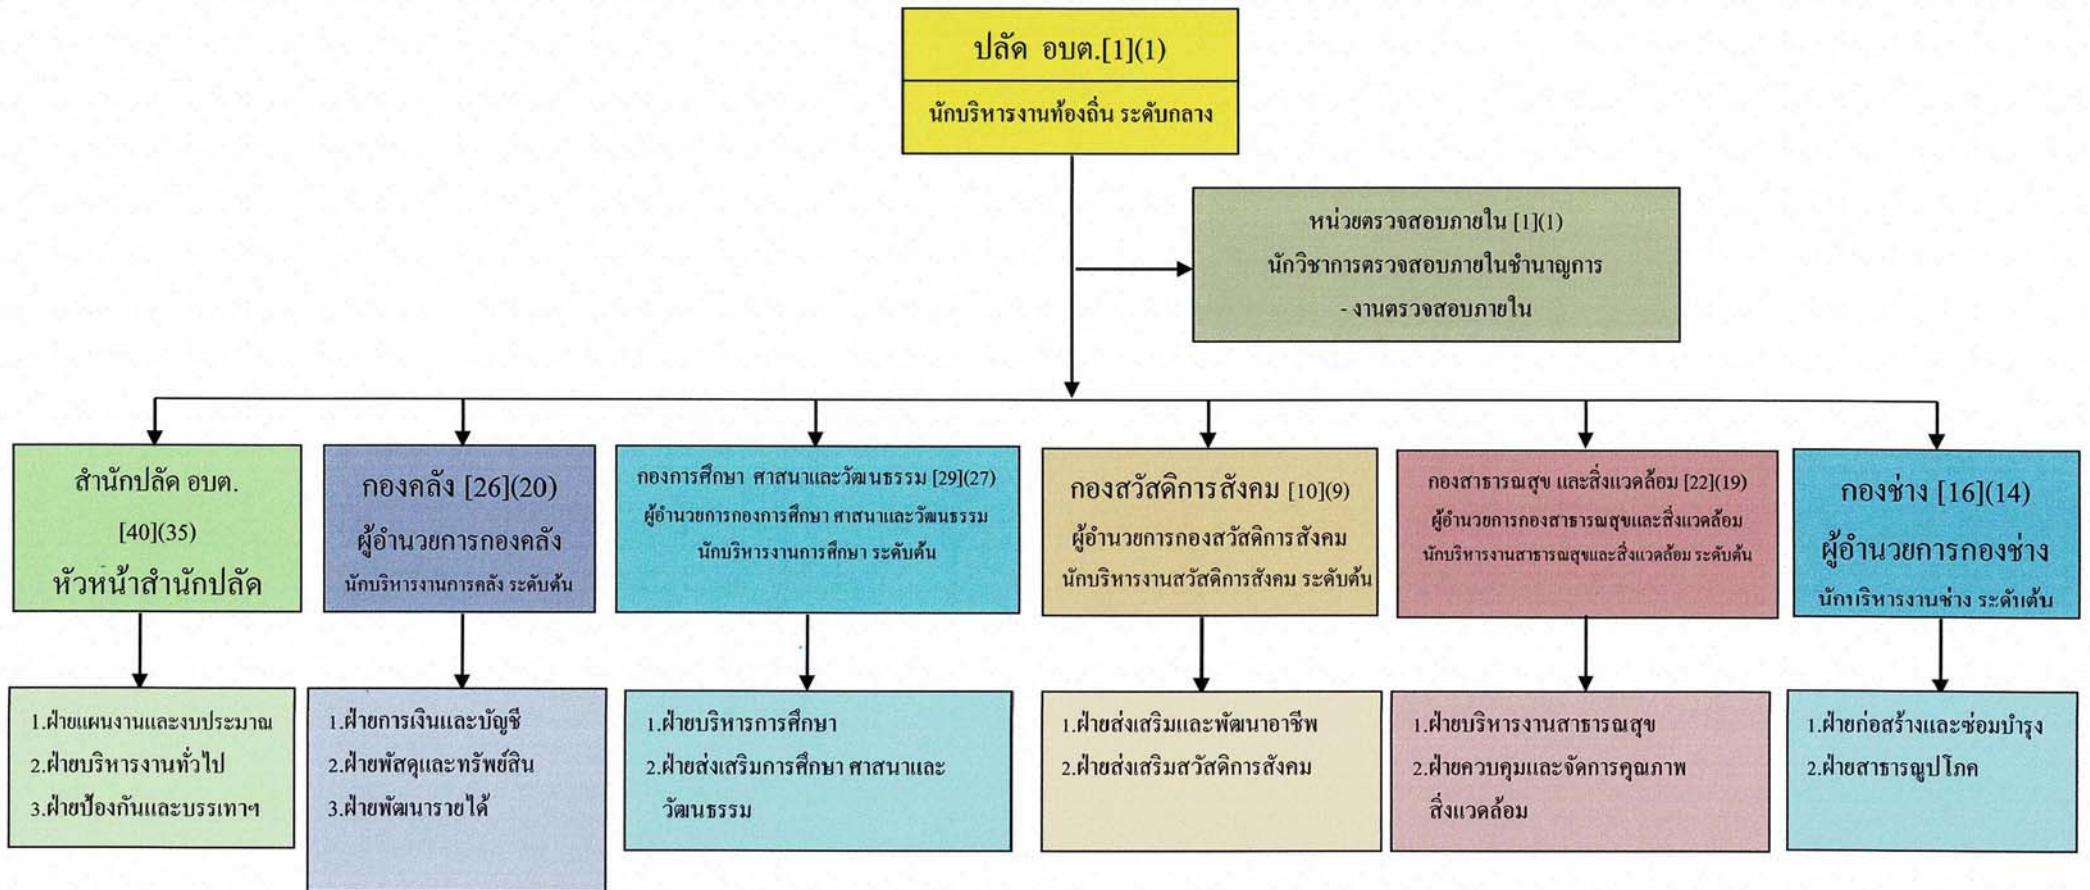 ปลัด อบต.[1](1)
นักบริหารงานท้องถิ่น ระดับกลาง
หน่วยตรวจสอบภายใน [1](1)
นักวิชาการตรวจสอบภายในชำนาญการ
- งานตรวจสอบภายใน
สำนักปลัด อบต.
[40](35)
หัวหน้าสำนักปลัด
กองคลัง [26](20)
ผู้อำนวยการกองคลัง
นักบริหารงานการคลัง ระดับต้น
กองการศึกษา ศาสนาและวัฒนธรรม [29](27)
ผู้อำนวยการกองการศึกษา ศาสนาและวัฒนธรรม
นักบริหารงานการศึกษา ระดับต้น
กองสวัสดิการสังคม [10](9)
ผู้อำนวยการกองสวัสดิการสังคม
นักบริหารงานสวัสดิการสังคม ระดับต้น
กองสาธารณสุข และสิ่งแวดล้อม [22](19)
ผู้อำนวยการกองสาธารณสุขและสิ่งแวดล้อม
นักบริหารงานสาธารณสุขและสิ่งแวดล้อม ระดับต้น
กองช่าง [16](14)
ผู้อำนวยการกองช่าง
นักบริหารงานช่าง ระดับต้น
1.ฝ่ายแผนงานและงบประมาณ
2.ฝ่ายบริหารงานทั่วไป
3.ฝ่ายป้องกันและบรรเทาฯ
1.ฝ่ายการเงินและบัญชี
2.ฝ่ายพัสดุและทรัพย์สิน
3.ฝ่ายพัฒนารายได้
1.ฝ่ายบริหารการศึกษา
2.ฝ่ายส่งเสริมการศึกษา ศาสนาและ
วัฒนธรรม
1.ฝ่ายส่งเสริมและพัฒนาอาชีพ
2.ฝ่ายส่งเสริมสวัสดิการสังคม
1.ฝ่ายบริหารงานสาธารณสุข
2.ฝ่ายควบคุมและจัดการคุณภาพ
สิ่งแวดล้อม
1.ฝ่ายก่อสร้างและซ่อมบำรุง
2.ฝ่ายสาธารณูปโภค